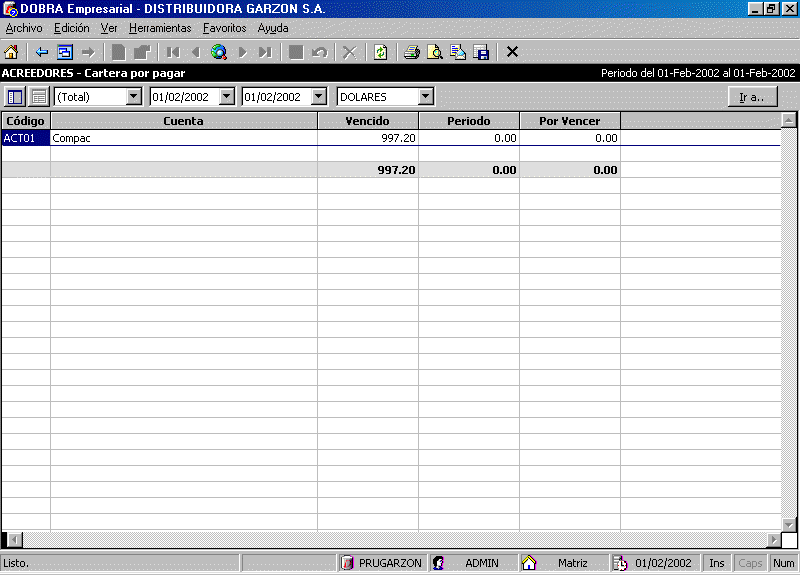 DOBRA Empresarial - DISTRIBUIDORA GARZON S.A.
Archivo Edición Ver Herramientas Favoritos Ayuda
ACREEDORES - Cartera por pagar Periodo del 01-Feb-2002 al 01-Feb-2002
(Total) 01/02/2002 01/02/2002 DOLARES Ir a..
Código Cuenta Vencido Periodo Por Vencer
ACT01 Compac 997.20 0.00 0.00
997.20 0.00 0.00
Listo. PRUGARZON ADMIN Matriz 01/02/2002 Ins Caps Num